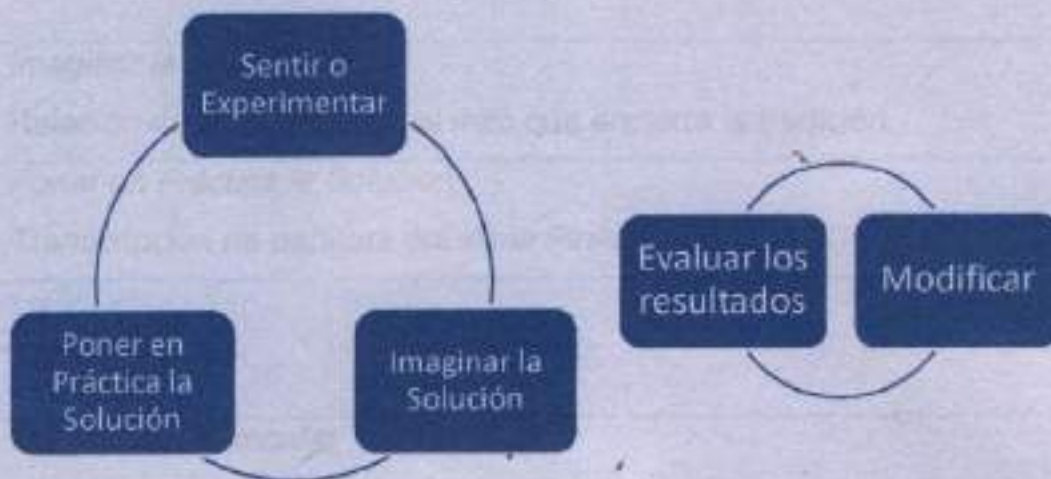 Sentir o
Experimentar
Poner en
Práctica la
Solución
Imaginar la
Solución
Evaluar los
resultados
Modificar